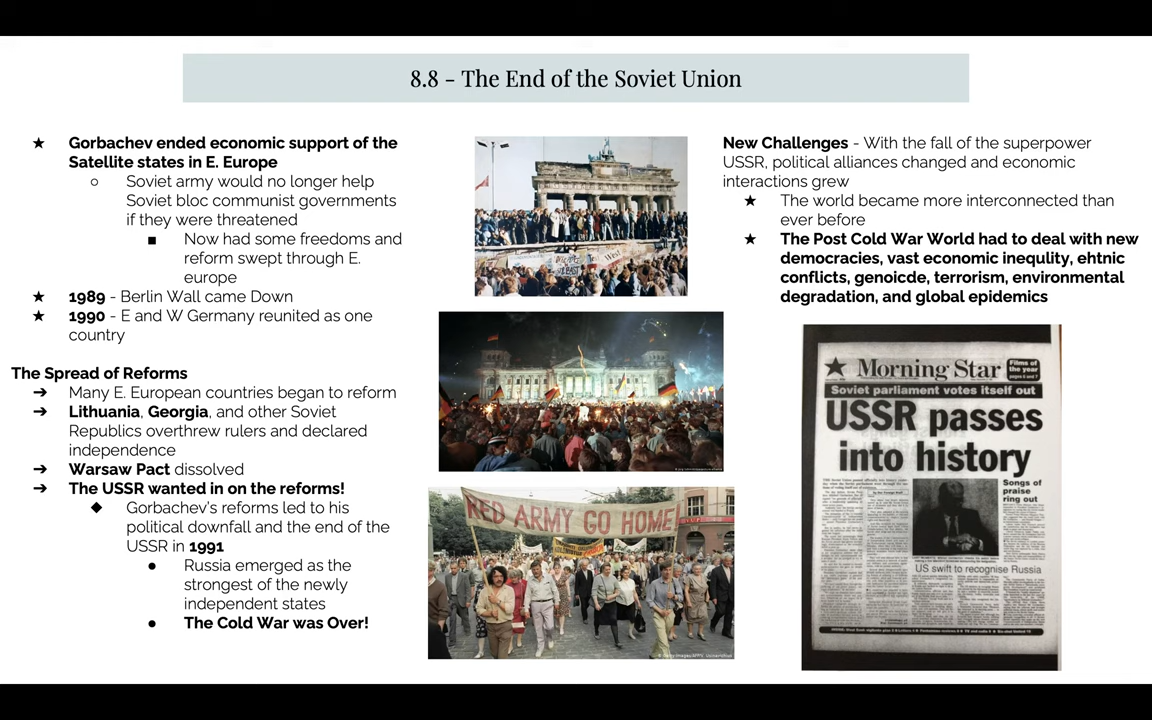 8.8 - The End of the Soviet Union
★ Gorbachev ended economic support of the
Satellite states in E. Europe
○ Soviet army would no longer help
Soviet bloc communist governments
if they were threatened
■ Now had some freedoms and
reform swept through E.
europe
★ 1989 - Berlin Wall came Down
★ 1990 - E and W Germany reunited as one
country
The Spread of Reforms
➔ Many E. European countries began to reform
➔ Lithuania, Georgia, and other Soviet
Republics overthrew rulers and declared
independence
➔ Warsaw Pact dissolved
➔ The USSR wanted in on the reforms!
◆ Gorbachev's reforms led to his
political downfall and the end of the
USSR in 1991
● Russia emerged as the
strongest of the newly
independent states
● The Cold War was Over!
RED ARMY GO HOME!
New Challenges - With the fall of the superpower
USSR, political alliances changed and economic
interactions grew
★ The world became more interconnected than
ever before
★ The Post Cold War World had to deal with new
democracies, vast economic inequlity, ehtnic
conflicts, genoicde, terrorism, environmental
degradation, and global epidemics
★ Morning Star
Films of
the year
Soviet parliament votes itself out
USSR passes
into history
Songs of
praise
ring out
US swift to recognise Russia